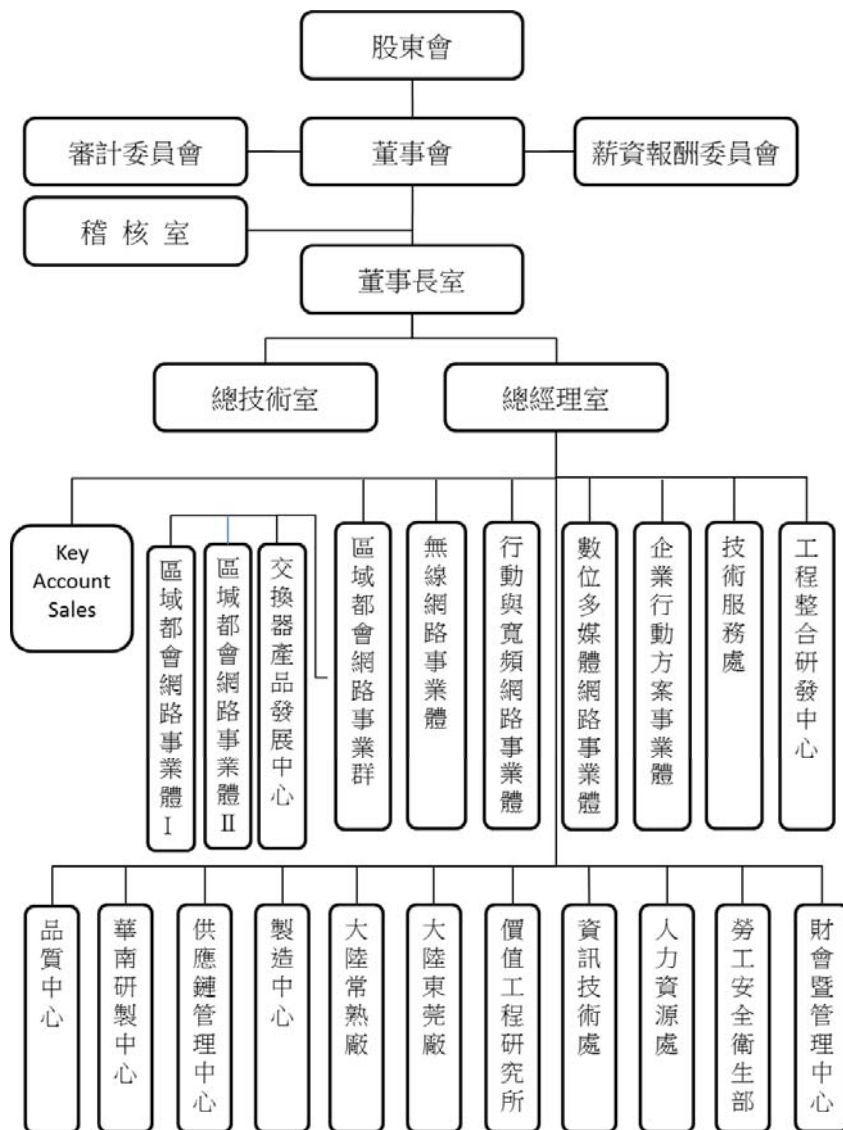 股東會
審計委員會
董事會
薪資報酬委員會
稽 核 室
董事長室
總技術室
總經理室
Key
Account
Sales
區域都會網路事業體Ⅰ
區域都會網路事業體Ⅱ
交換器產品發展中心
區域都會網路事業群
無線網路事業體
行動與寬頻網路事業體
數位多媒體網路事業體
企業行動方案事業體
技術服務處
工程整合研發中心
品質中心
華南研製中心
供應鏈管理中心
製造中心
大陸常熟廠
大陸東莞廠
價值工程研究所
資訊技術處
人力資源處
勞工安全衛生部
財會暨管理中心